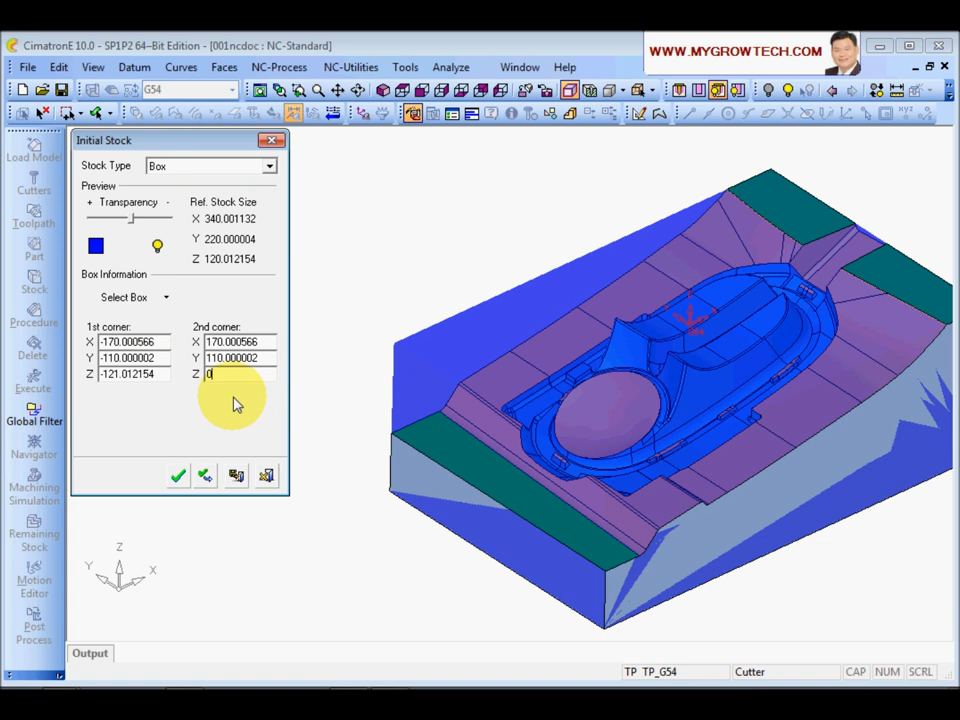 CimatronE 10.0 - SP1P2 64–Bit Edition - [001ncdoc : NC-Standard]
WWW.MYGROWTECH.COM
File Edit View Datum Curves Faces NC-Process NC-Utilities Tools Analyze Window Help
G54
Initial Stock
Stock Type Box
Preview
+ Transparency - Ref. Stock Size
X 340.001132
Y 220.000004
Z 120.012154
Box Information
Select Box
1st corner: 2nd corner:
X -170.000566 X 170.000566
Y -110.000002 Y 110.000002
Z -121.012154 Z 0
Load Model
Cutters
Toolpath
Part
Stock
Procedure
Delete
Execute
Global Filter
Navigator
Machining
Simulation
Remaining
Stock
Motion
Editor
Post
Process
Z
Y X
Output
TP TP_G54 Cutter CAP NUM SCRL